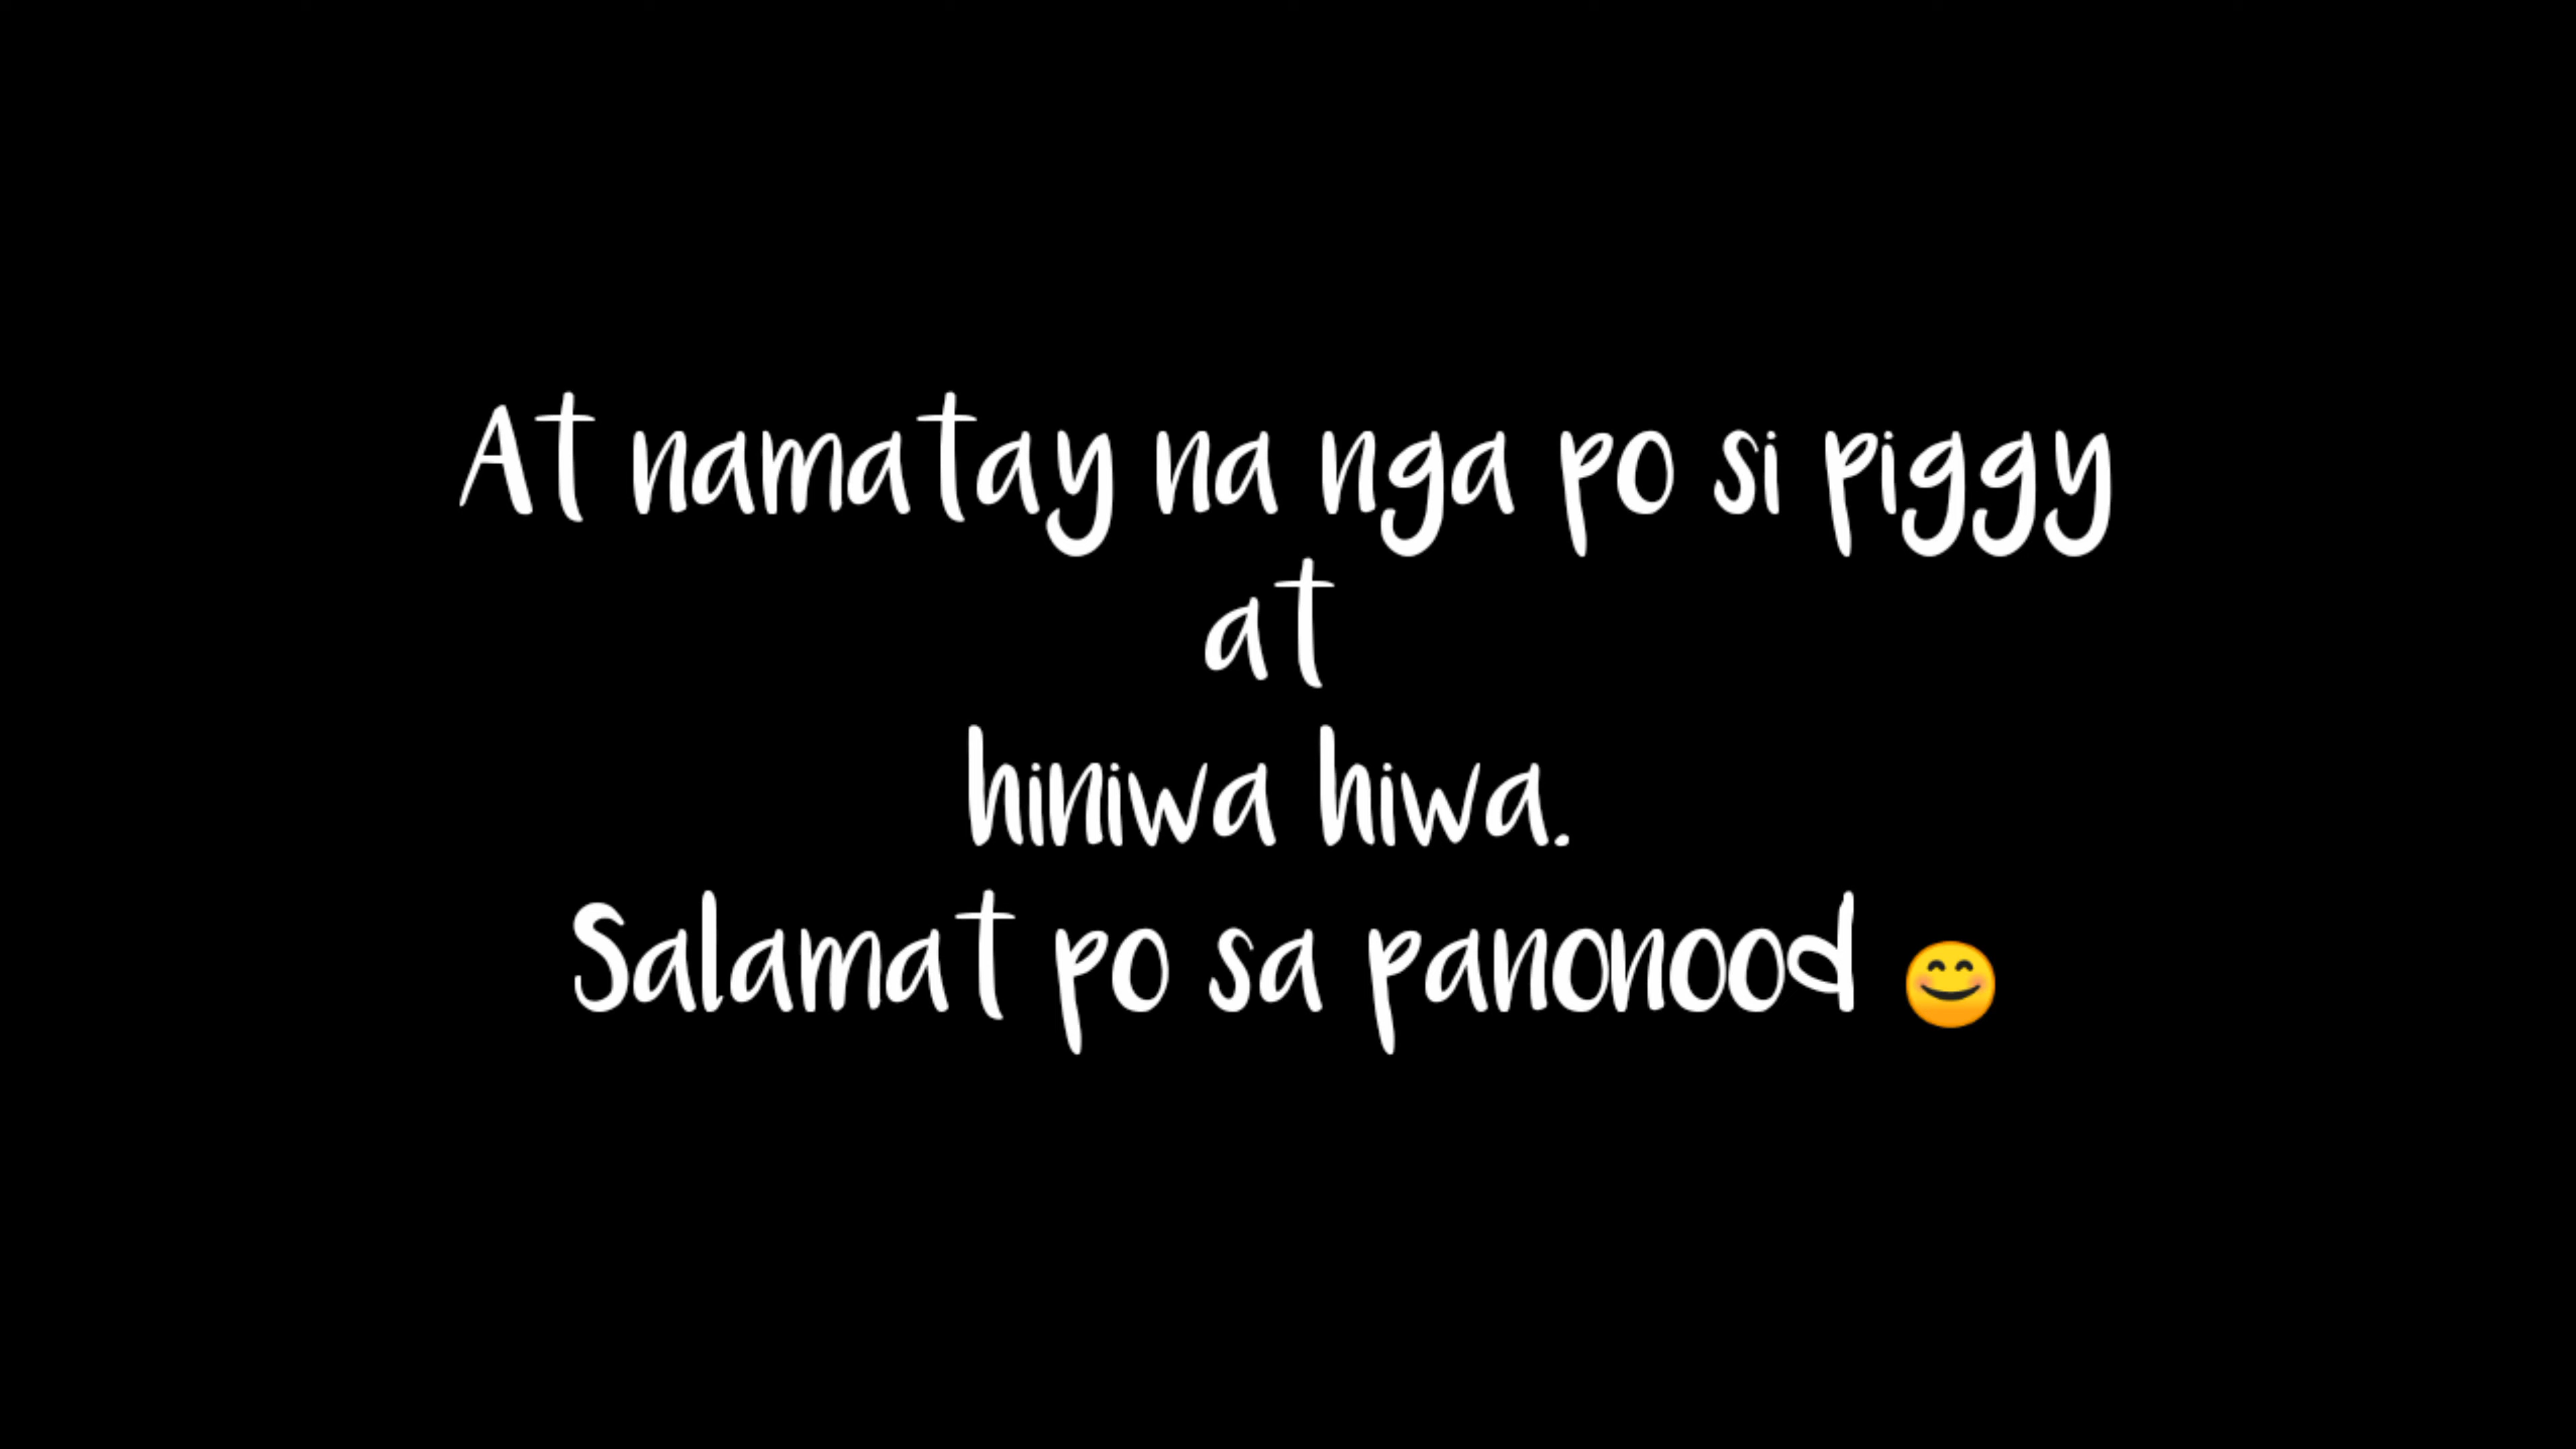 At namatay na nga po si piggy
at
hiniwa hiwa.
Salamat po sa panonood 😊